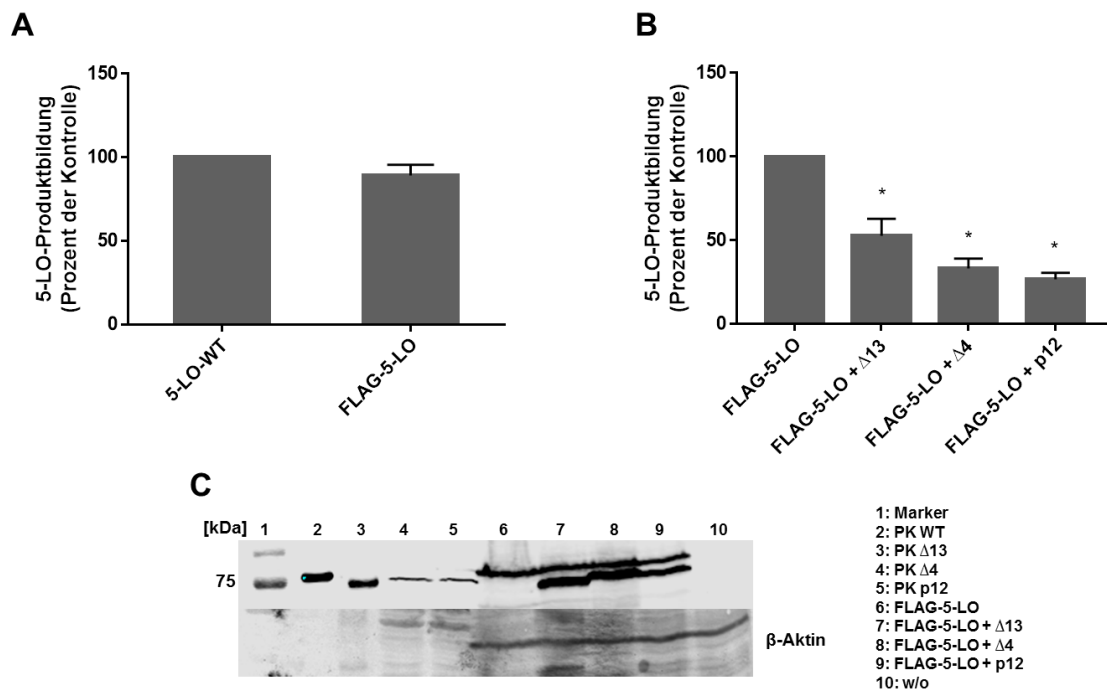 A
5-LO-Produktbildung
(Prozent der Kontrolle)
150
100
50
0
5-LO-WT
FLAG-5-LO
B
5-LO-Produktbildung
(Prozent der Kontrolle)
150
100
50
0
*
*
*
FLAG-5-LO
FLAG-5-LO + Δ13
FLAG-5-LO + Δ4
FLAG-5-LO + p12
C
[kDa] 1 2 3 4 5 6 7 8 9 10
75
β-Aktin
1: Marker
2: PK WT
3: PK Δ13
4: PK Δ4
5: PK p12
6: FLAG-5-LO
7: FLAG-5-LO + Δ13
8: FLAG-5-LO + Δ4
9: FLAG-5-LO + p12
10: w/o